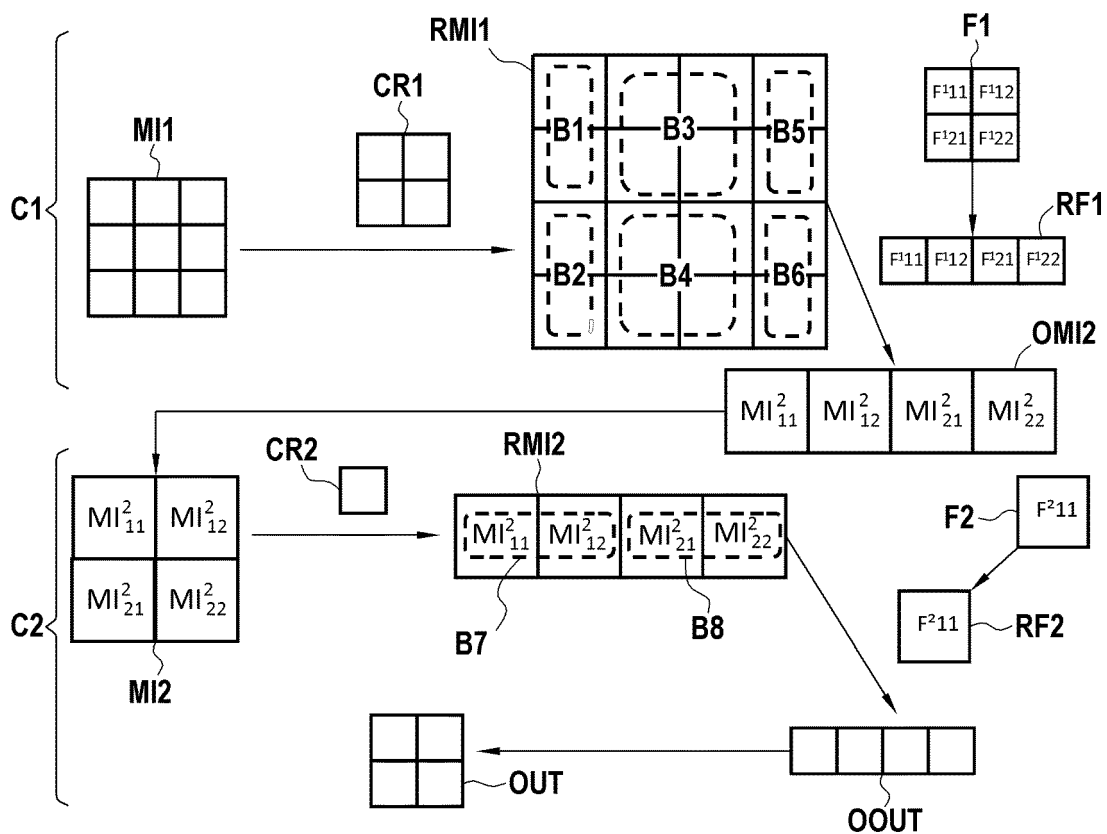 RMI1
F1
CR1
F¹11 F¹12
MI1
B1 B3 B5
F¹21 F¹22
C1
RF1
F¹11 F¹12 F¹21 F¹22
B2 B4 B6
OMI2
MI²₁₁ MI²₁₂ MI²₂₁ MI²₂₂
CR2
RMI2
MI²₁₁ MI²₁₂
MI²₁₁ MI²₁₂ MI²₂₁ MI²₂₂
F2
F²11
MI²₂₁ MI²₂₂
C2
B7
B8
F²11
RF2
MI2
OUT
OOUT